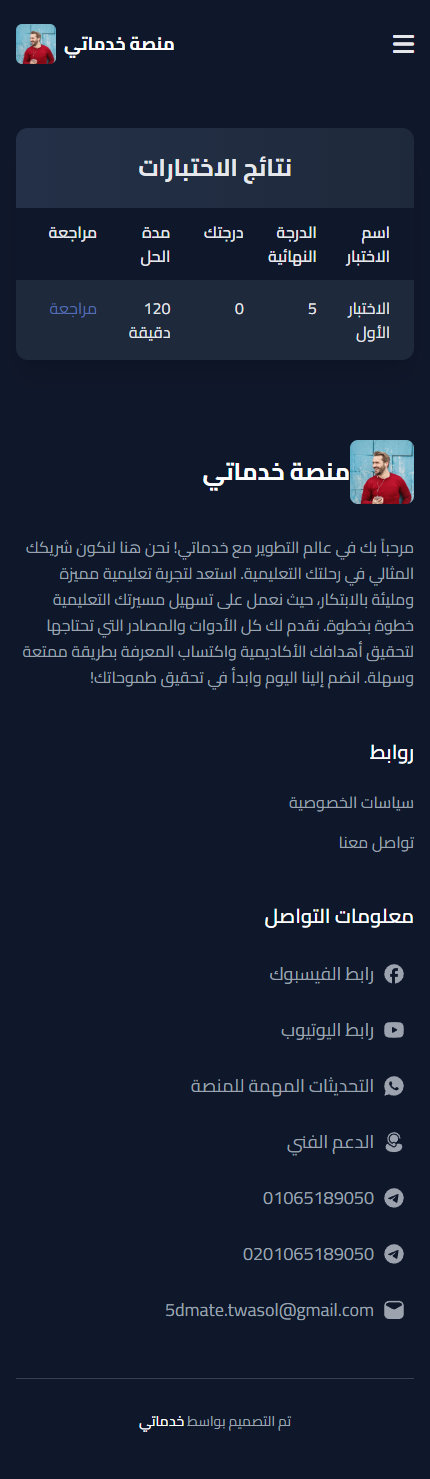 منصة خدماتي
نتائج الاختبارات
اسم الاختبار	الدرجة النهائية	درجتك	مدة الحل	مراجعة
الاختبار الأول	5	0	120 دقيقة	مراجعة
منصة خدماتي
مرحباً بك في عالم التطوير مع خدماتي! نحن هنا لنكون شريكك
المثالي في رحلتك التعليمية. استعد لتجربة تعليمية مميزة
ومليئة بالابتكار، حيث نعمل على تسهيل مسيرتك التعليمية
خطوة بخطوة. نقدم لك كل الأدوات والمصادر التي تحتاجها
لتحقيق أهدافك الأكاديمية واكتساب المعرفة بطريقة ممتعة
وسهلة. انضم إلينا اليوم وابدأ في تحقيق طموحاتك!
روابط
سياسات الخصوصية
تواصل معنا
معلومات التواصل
رابط الفيسبوك
رابط اليوتيوب
التحديثات المهمة للمنصة
الدعم الفني
01065189050
0201065189050
5dmate.twasol@gmail.com
تم التصميم بواسط خدماتي